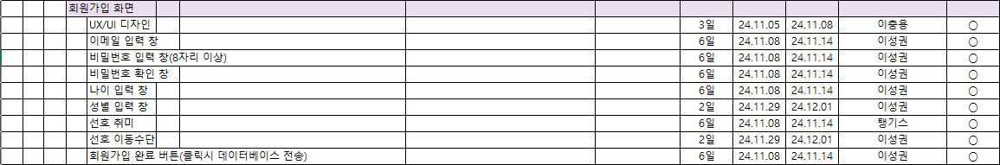 회원가입 화면
UX/UI 디자인 3일 24.11.05 24.11.08 이충용 ○
이메일 입력 창 6일 24.11.08 24.11.14 이성권 ○
비밀번호 입력 창(8자리 이상) 6일 24.11.08 24.11.14 이성권 ○
비밀번호 확인 창 6일 24.11.08 24.11.14 이성권 ○
나이 입력 창 6일 24.11.08 24.11.14 이성권 ○
성별 입력 창 2일 24.11.29 24.12.01 이성권 ○
선호 취미 6일 24.11.08 24.11.14 탱기스 ○
선호 이동수단 2일 24.11.29 24.12.01 이성권 ○
회원가입 완료 버튼(클릭시 데이터베이스 전송) 6일 24.11.08 24.11.14 이성권 ○